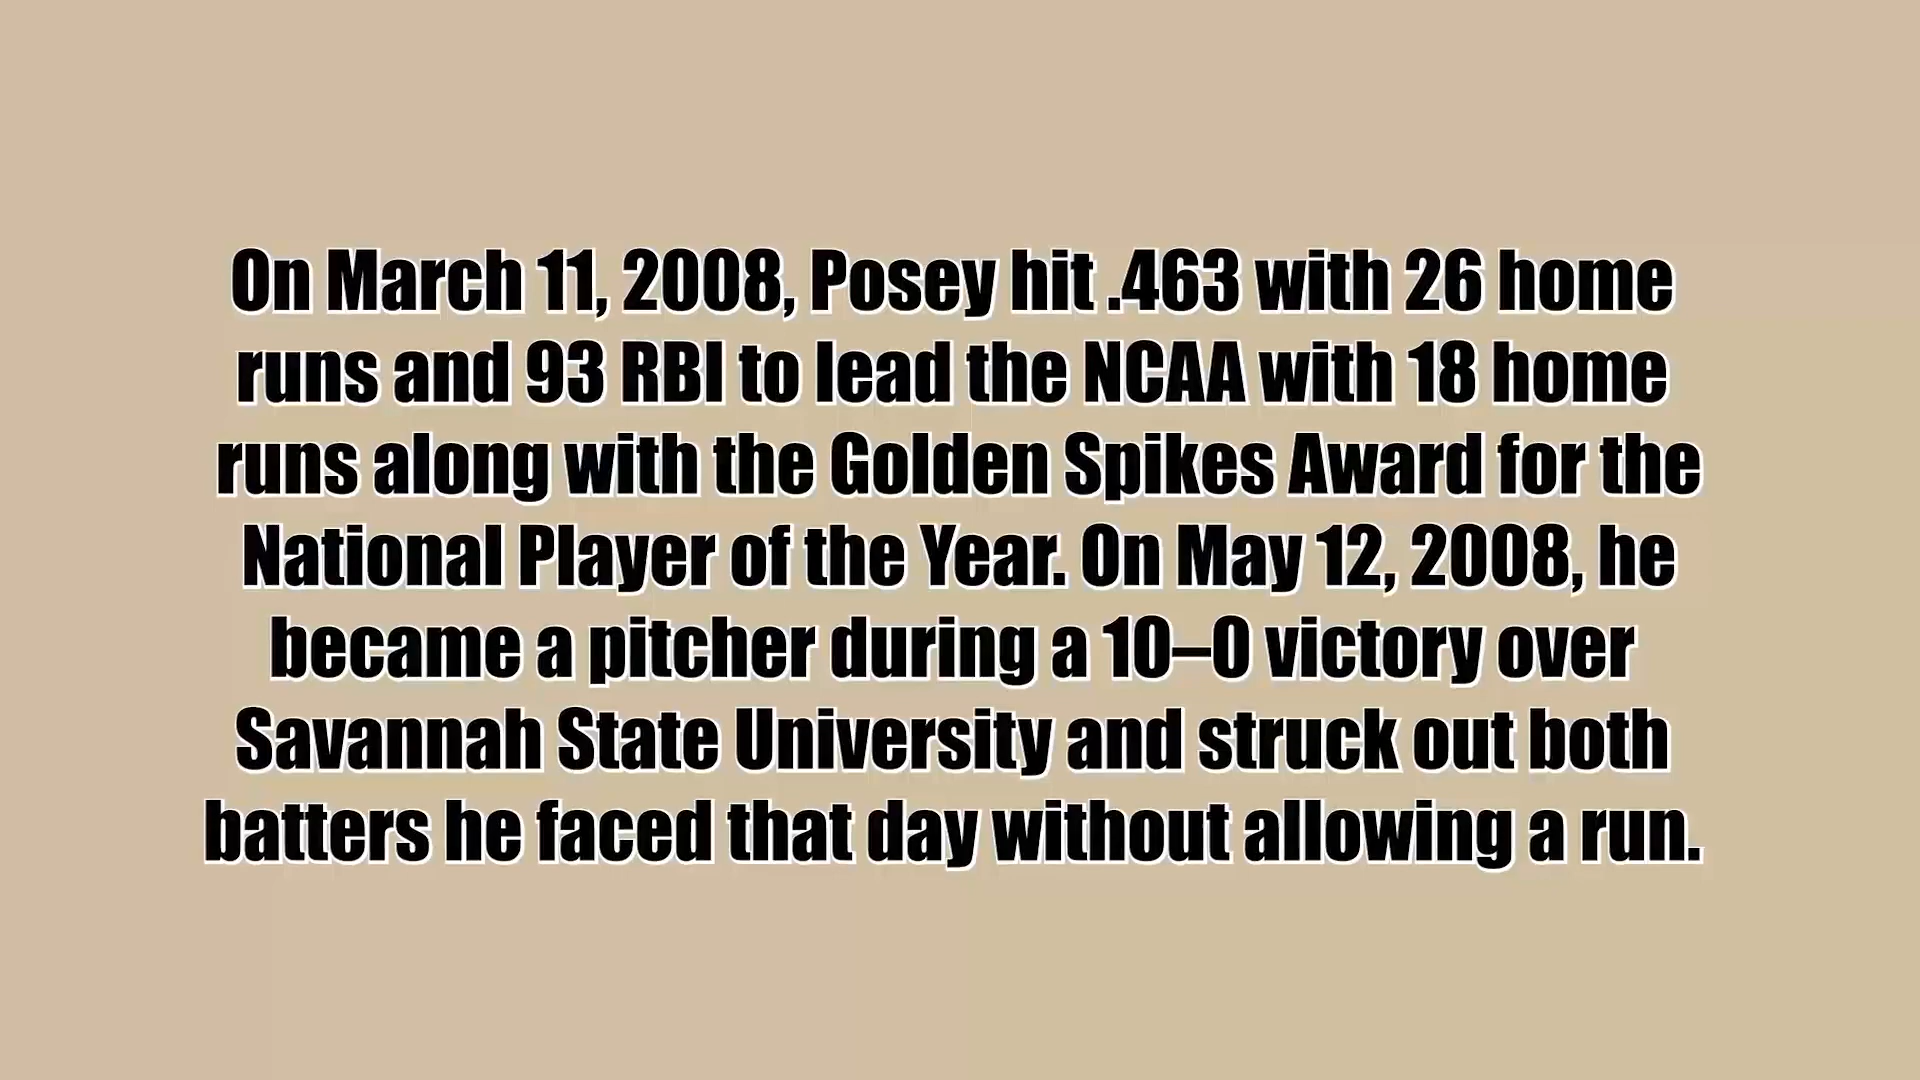 On March 11, 2008, Posey hit .463 with 26 home
runs and 93 RBI to lead the NCAA with 18 home
runs along with the Golden Spikes Award for the
National Player of the Year. On May 12, 2008, he
became a pitcher during a 10–0 victory over
Savannah State University and struck out both
batters he faced that day without allowing a run.